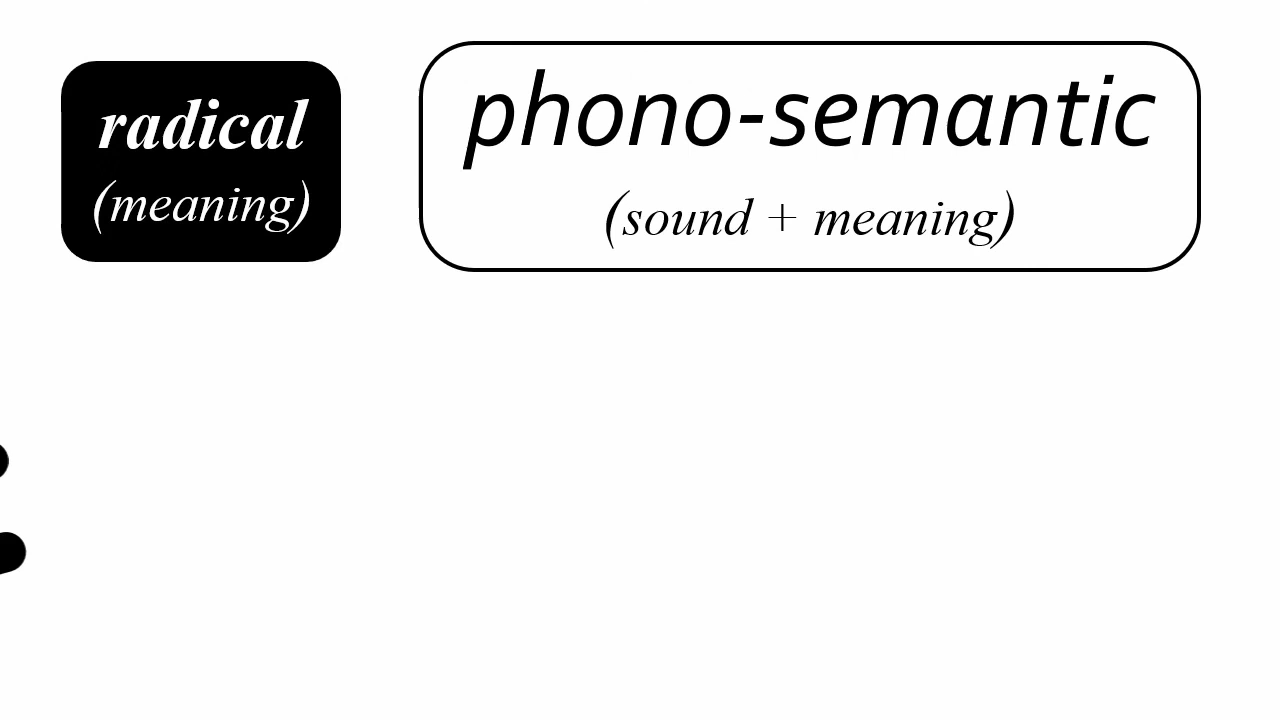 radical
(meaning)
phono-semantic
(sound + meaning)